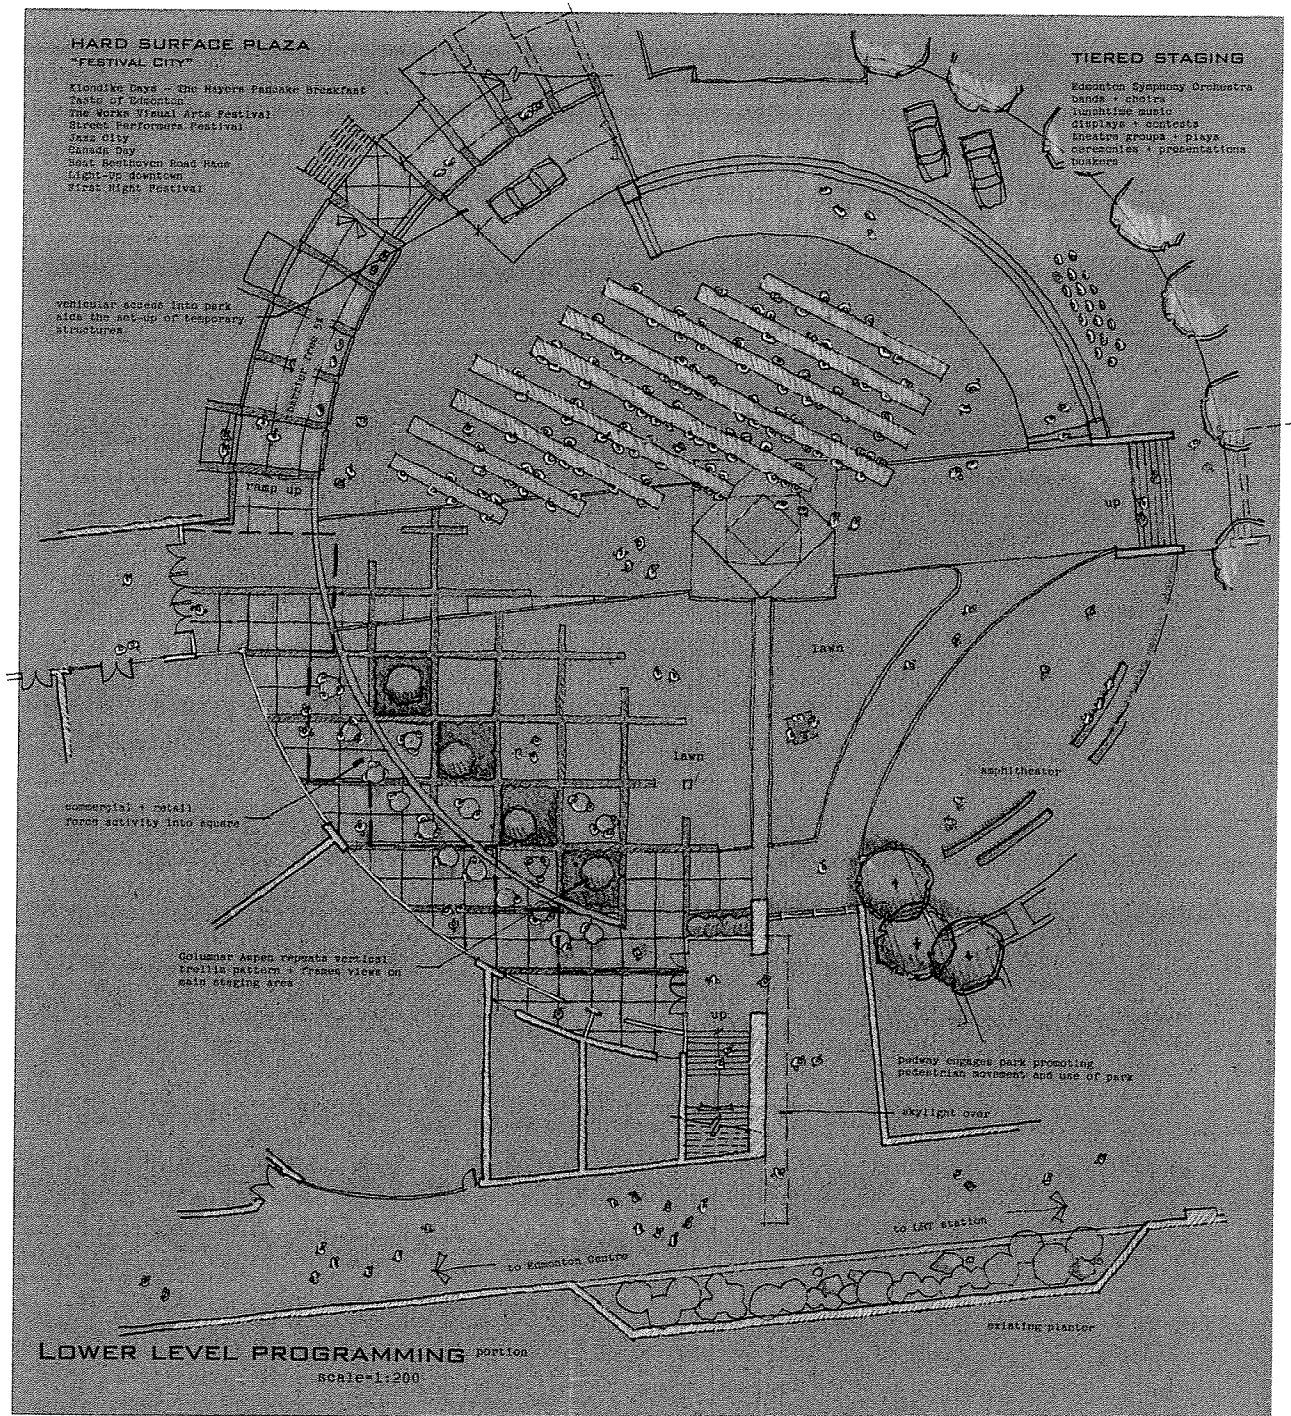 HARD SURFACE PLAZA
"FESTIVAL CITY"
Klondike Days - The Mayors Pancake Breakfast
Taste of Edmonton
The Works Visual Arts Festival
Street Performers Festival
Jazz City
Canada Day
Beat Beethoven Road Race
Light-up downtown
First Night Festival
TIERED STAGING
Edmonton Symphony Orchestra
bands + choirs
lunchtime music
displays + contests
theatre groups + plays
ceremonies + presentations
buskers
vehicular access into park
aids the set-up of temporary
structures
ramp up
up
lawn
lawn
amphitheater
commercial + retail
force activity into square
Columnar Aspen repeats vertical
trellis pattern + frames views on
main staging area
up
pedway engages park promoting
pedestrian movement and use of park
skylight over
to LRT station
to Edmonton Centre
existing planter
LOWER LEVEL PROGRAMMING portion
scale=1:200